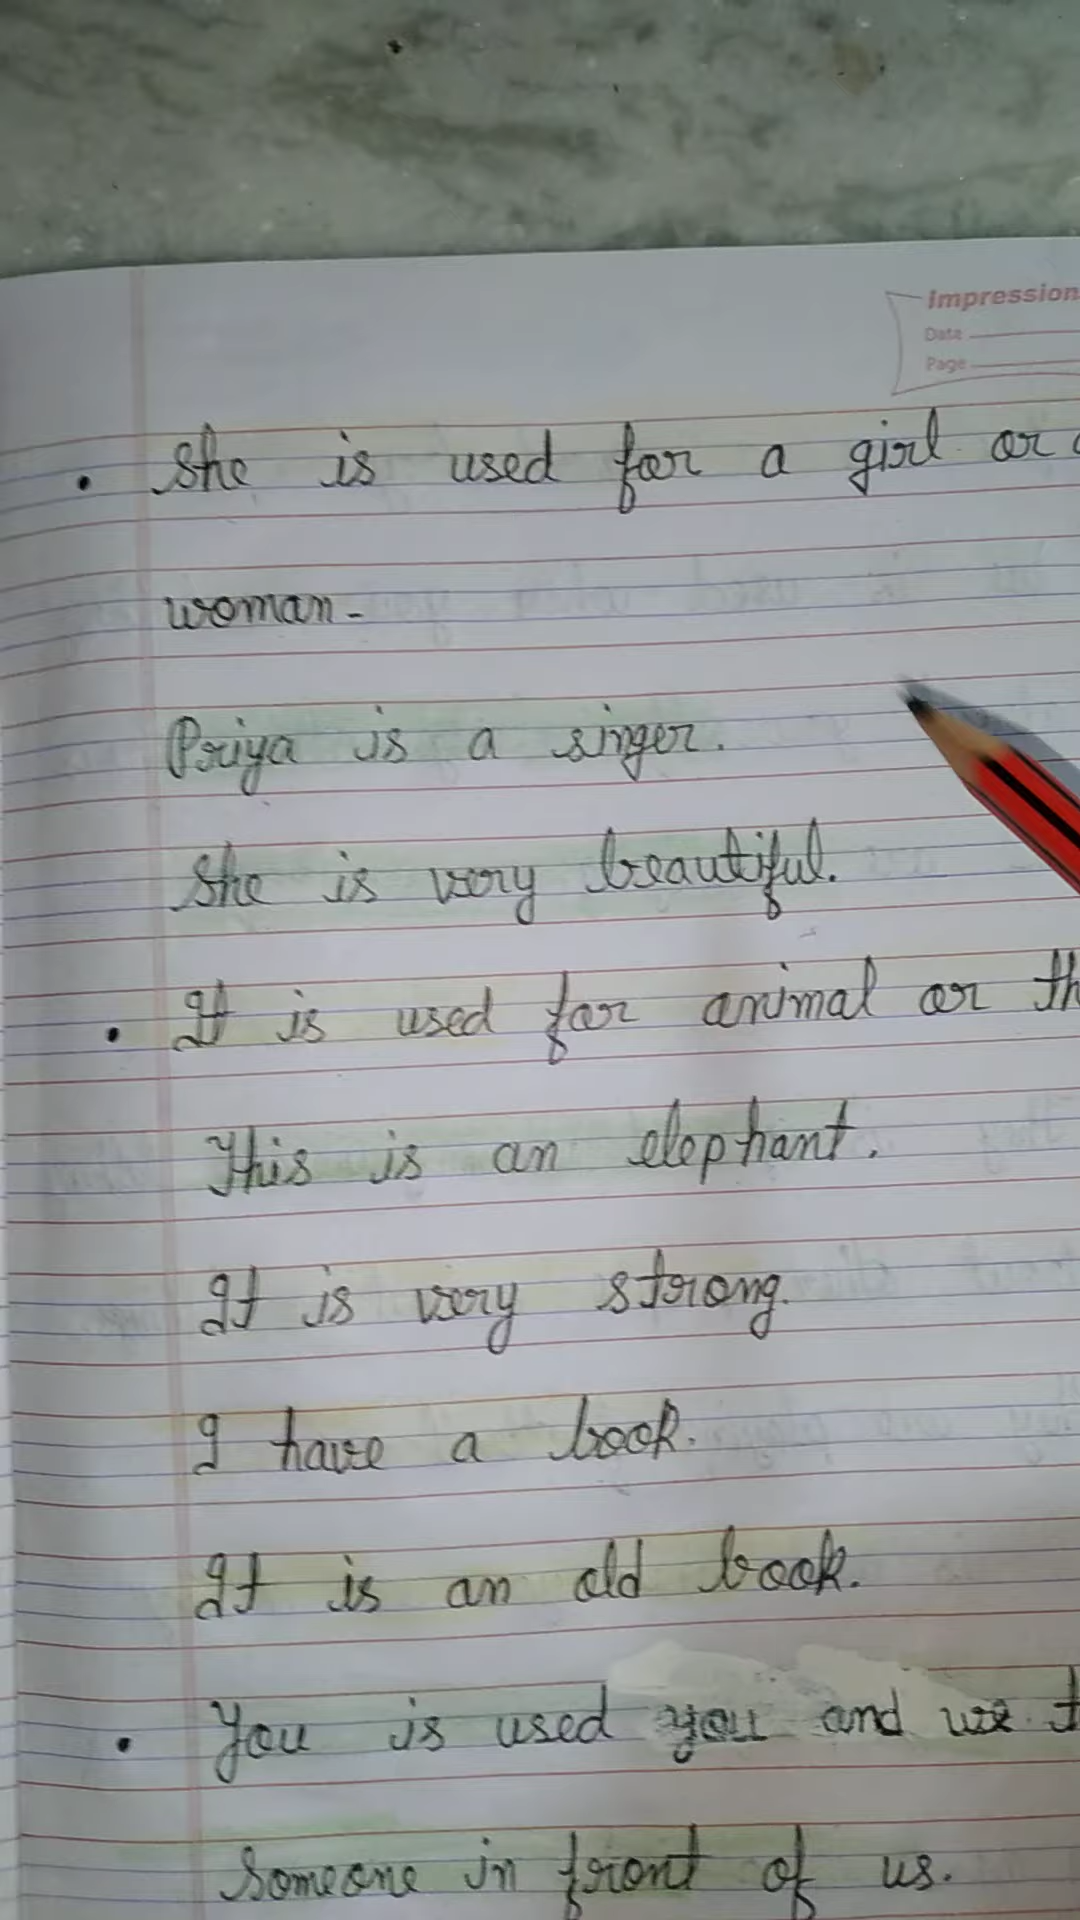 Impression
Date
Page
She is used for a girl or
woman-
Priya is a singer.
She is very beautiful.
It is used for animal or
This is an elephant.
It is very strong.
I have a book.
It is an old book.
You is used you and we
Someone in front of us.